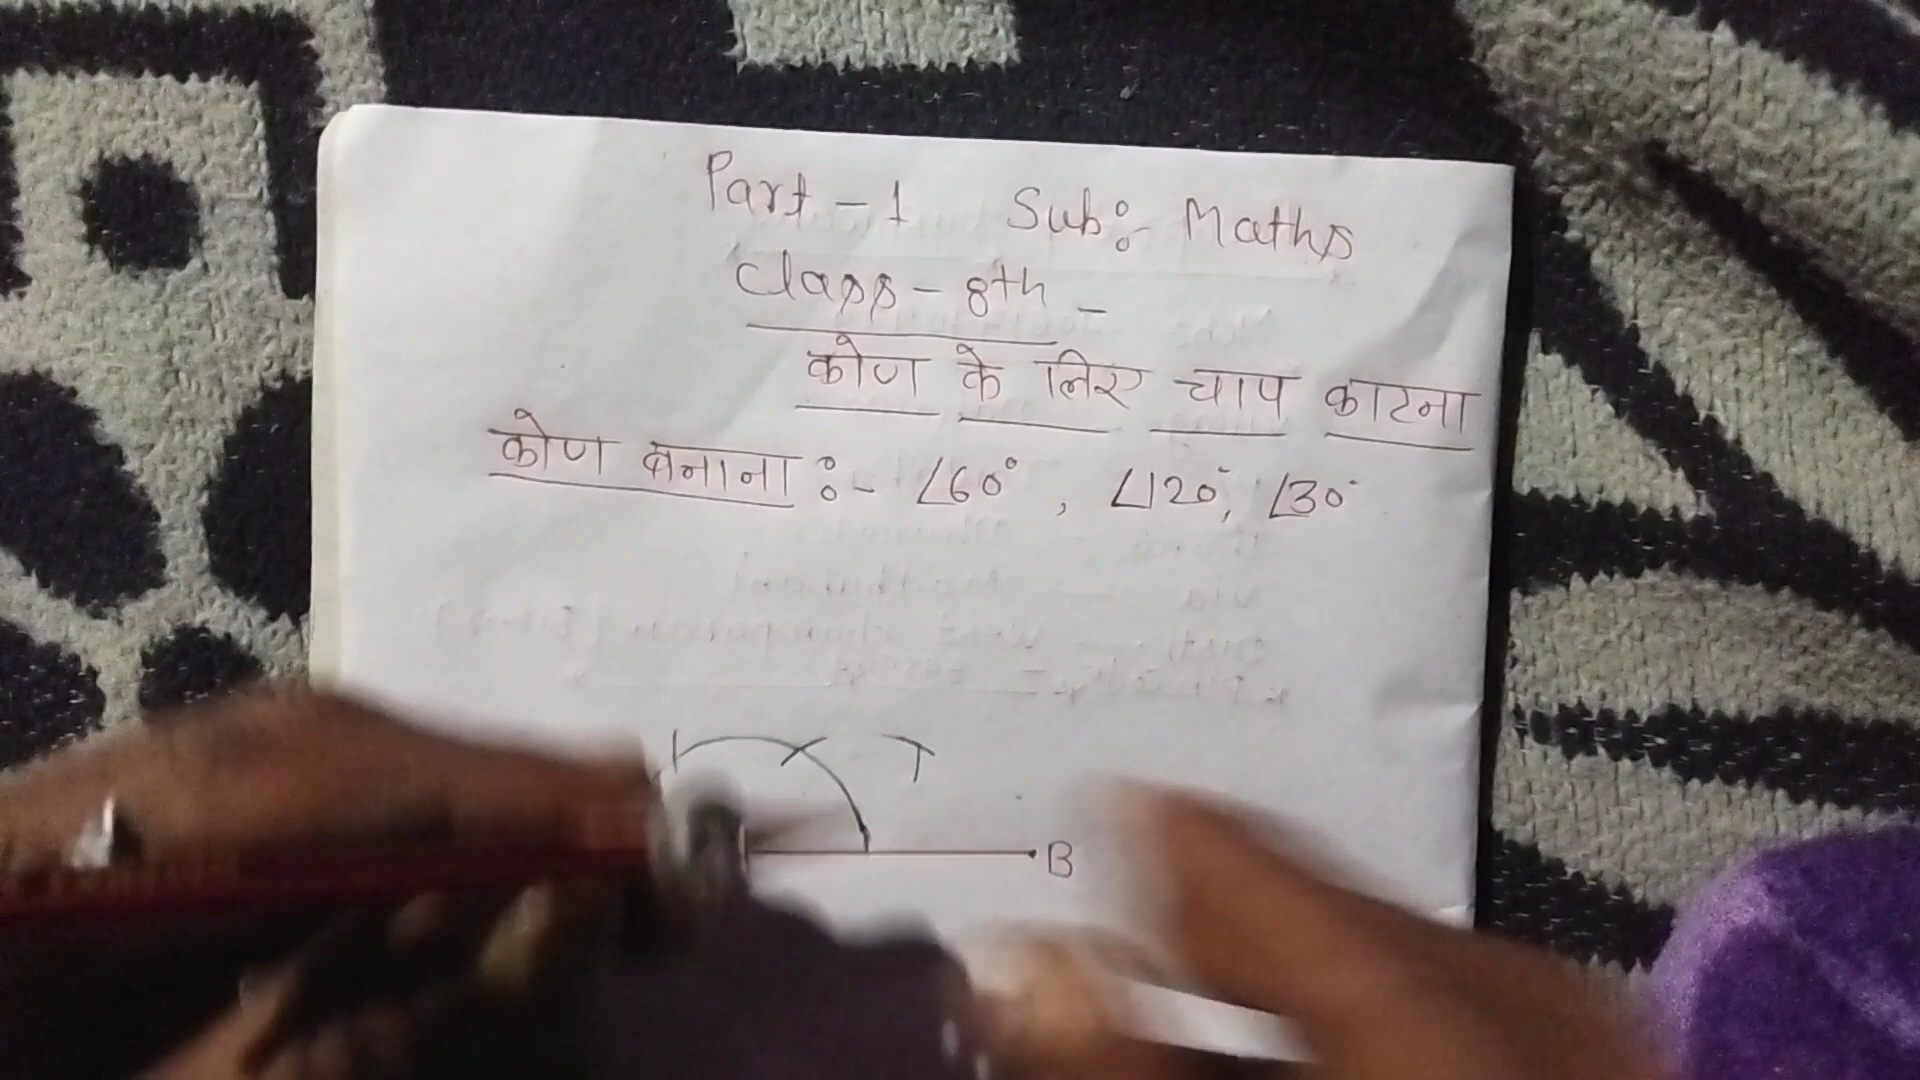 Part - 1 Sub:- Maths
Class - 8th -
कोण के लिए चाप काटना
कोण बनाना :- ∠60° , ∠120°, ∠30°
B